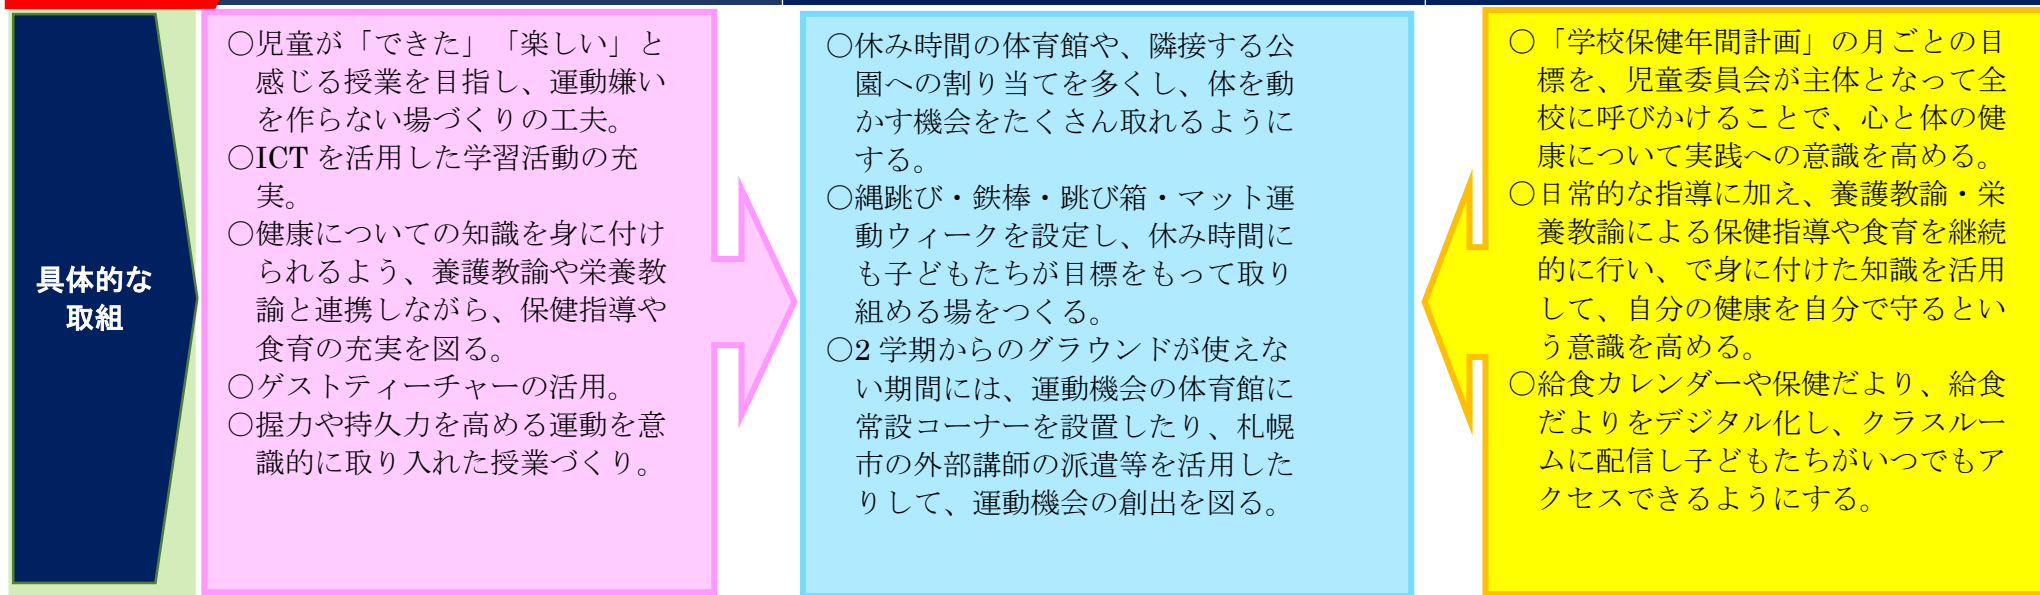 具体的な
取組
○児童が「できた」「楽しい」と
感じる授業を目指し、運動嫌い
を作らない場づくりの工夫。
○ICT を活用した学習活動の充
実。
○健康についての知識を身に付け
られるよう、養護教諭や栄養教
諭と連携しながら、保健指導や
食育の充実を図る。
○ゲストティーチャーの活用。
○握力や持久力を高める運動を意
識的に取り入れた授業づくり。
○休み時間の体育館や、隣接する公
園への割り当てを多くし、体を動
かす機会をたくさん取れるように
する。
○縄跳び・鉄棒・跳び箱・マット運
動ウィークを設定し、休み時間に
も子どもたちが目標をもって取り
組める場をつくる。
○2 学期からのグラウンドが使えな
い期間には、運動機会の体育館に
常設コーナーを設置したり、札幌
市の外部講師の派遣等を活用した
りして、運動機会の創出を図る。
○「学校保健年間計画」の月ごとの目
標を、児童委員会が主体となって全
校に呼びかけることで、心と体の健
康について実践への意識を高める。
○日常的な指導に加え、養護教諭・栄
養教諭による保健指導や食育を継続
的に行い、で身に付けた知識を活用
して、自分の健康を自分で守るとい
う意識を高める。
○給食カレンダーや保健だより、給食
だよりをデジタル化し、クラスルー
ムに配信し子どもたちがいつでもア
クセスできるようにする。